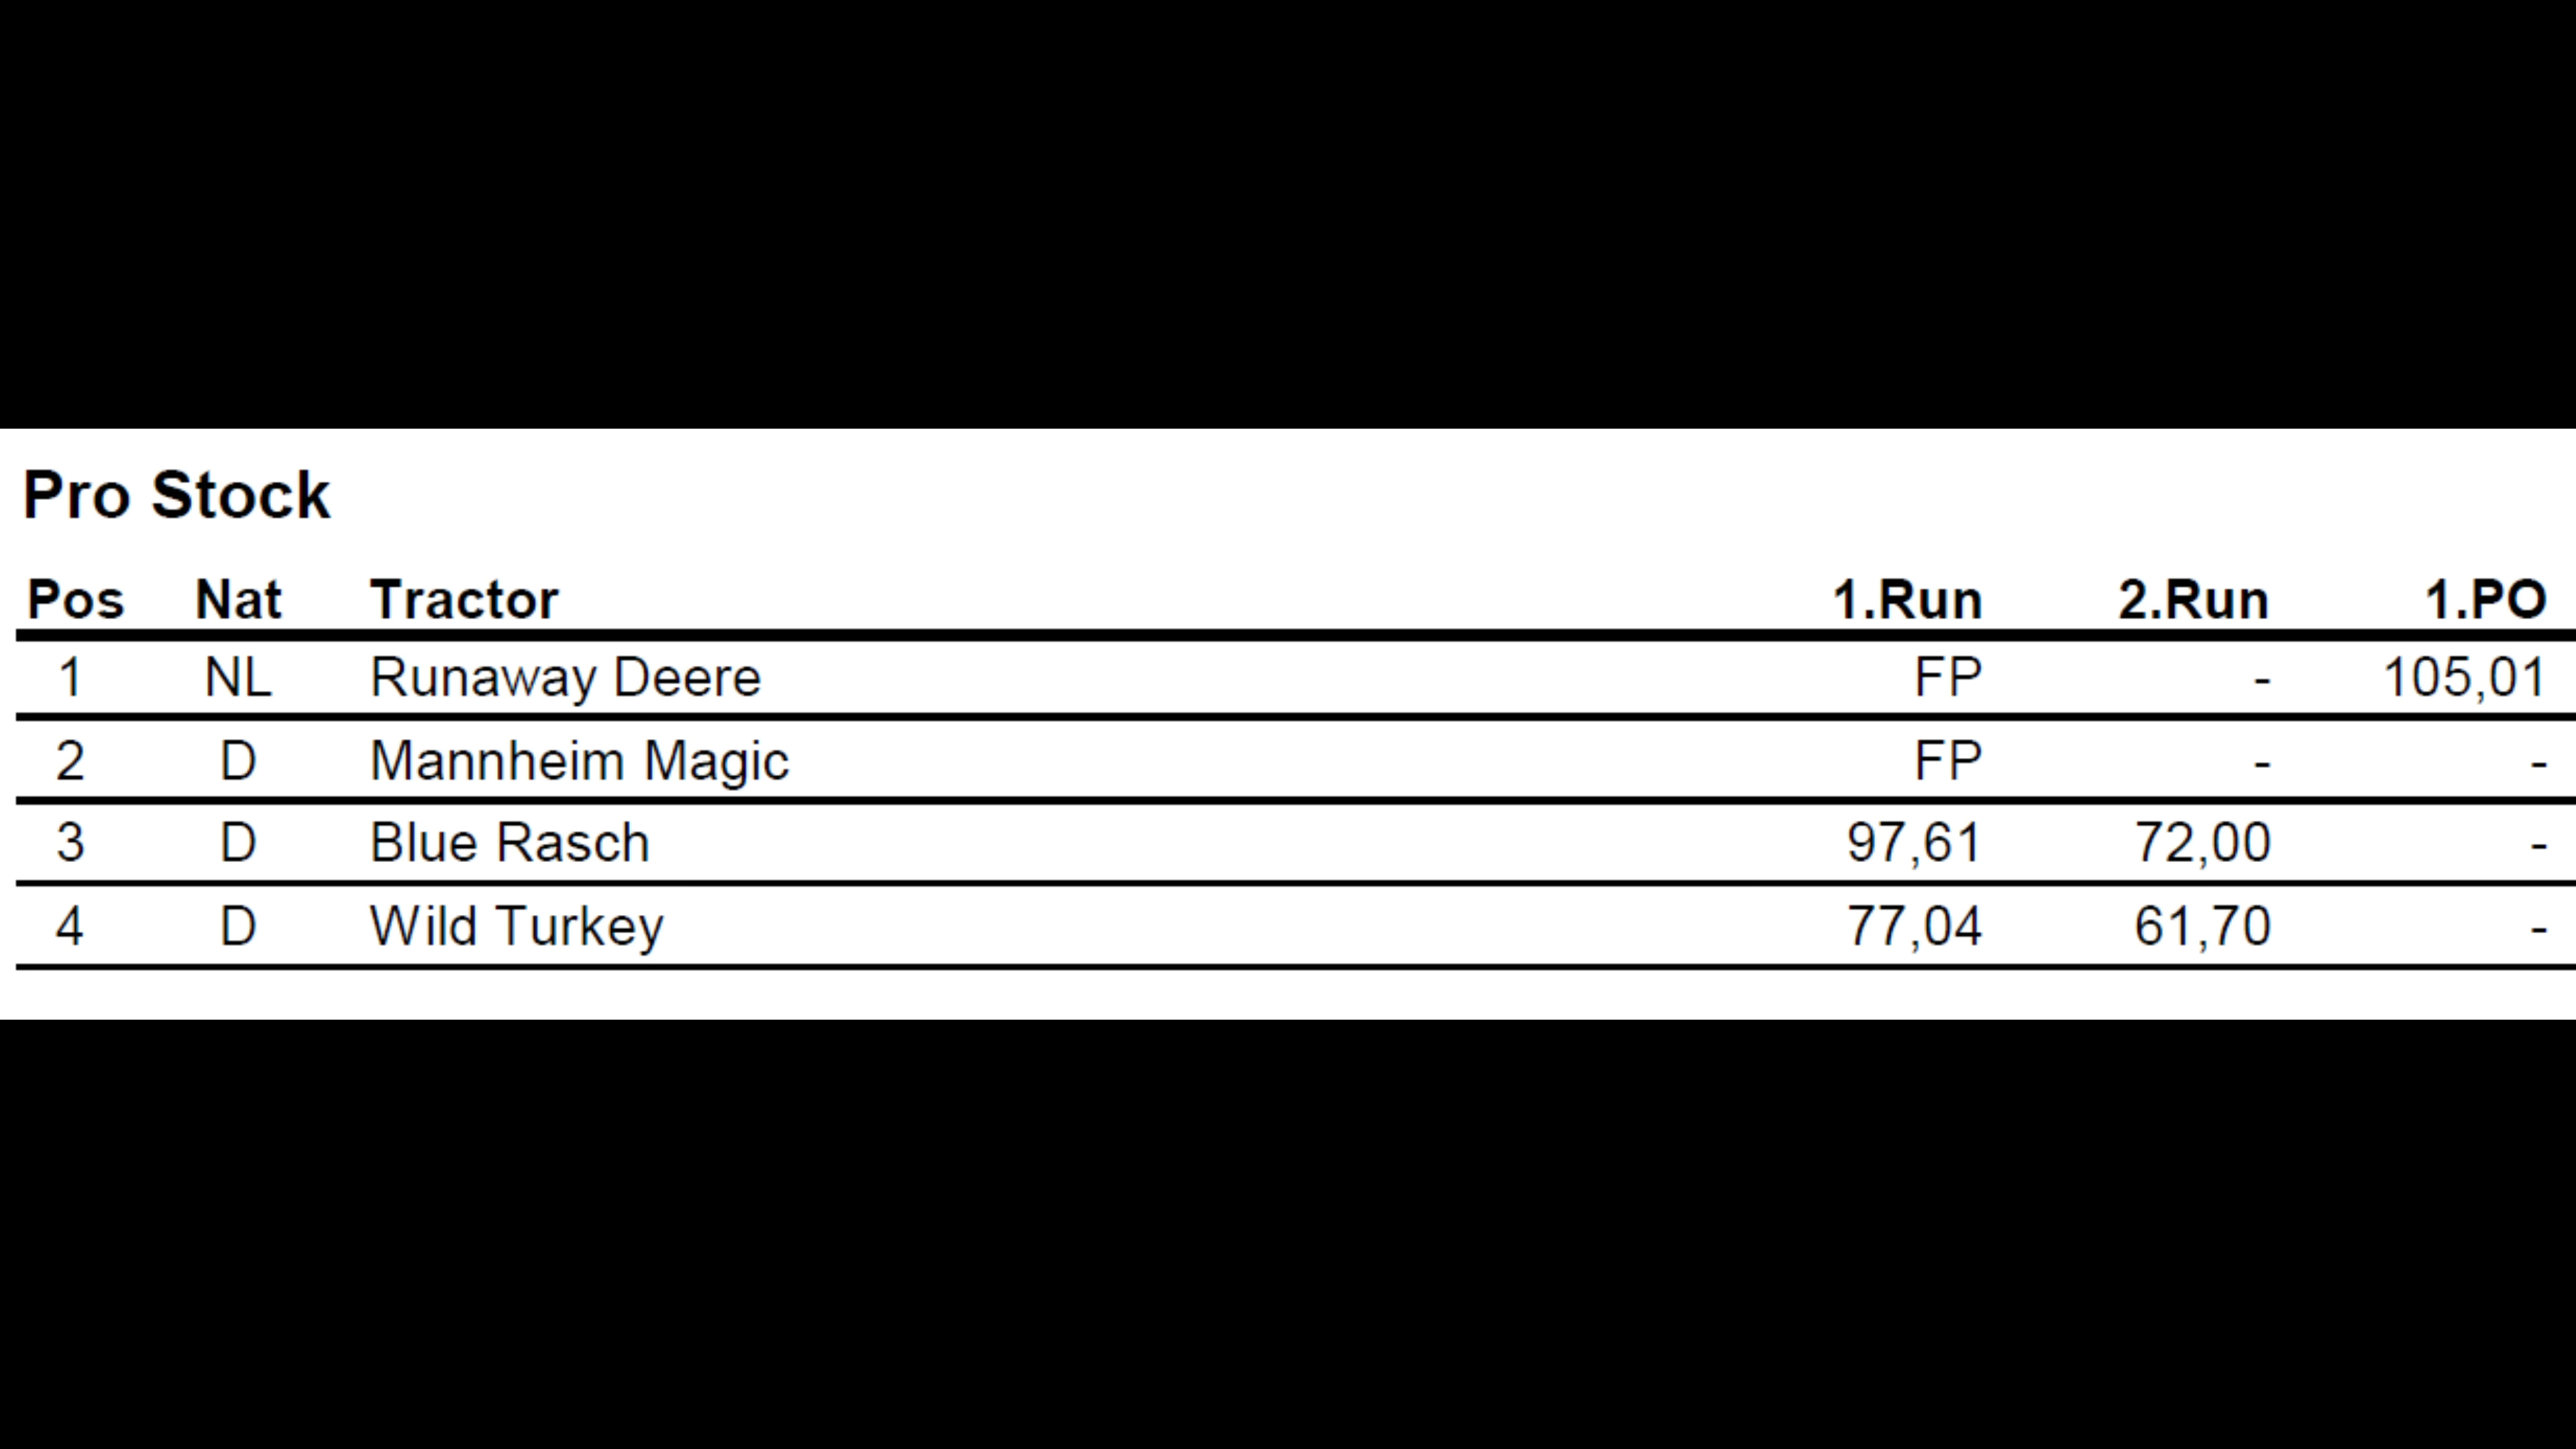 Pro Stock
Pos Nat Tractor 1.Run 2.Run 1.PO
1 NL Runaway Deere FP - 105,01
2 D Mannheim Magic FP - -
3 D Blue Rasch 97,61 72,00 -
4 D Wild Turkey 77,04 61,70 -